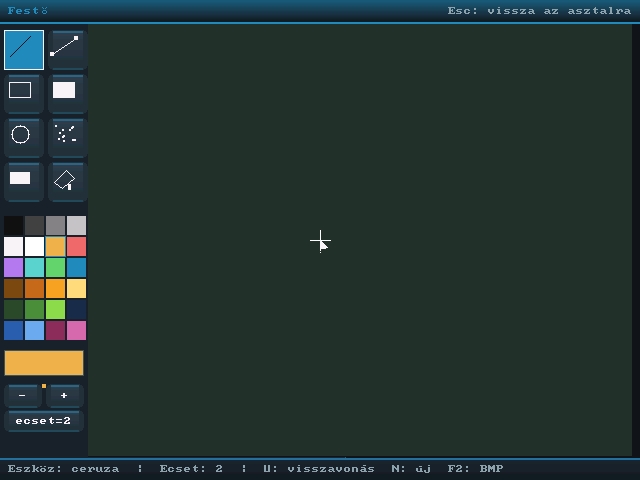 Festő
Esc: vissza az asztalra
-
+
ecset=2
Eszköz: ceruza | Ecset: 2 | U: visszavonás N: új F2: BMP